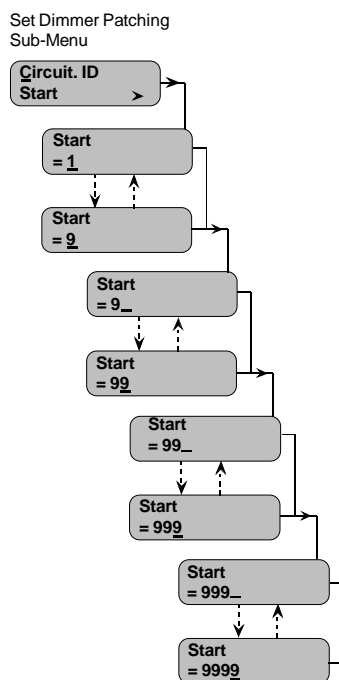 Set Dimmer Patching
Sub-Menu
Circuit. ID
Start >
Start
= 1
Start
= 9
Start
= 9_
Start
= 99
Start
= 99_
Start
= 999
Start
= 999_
Start
= 9999